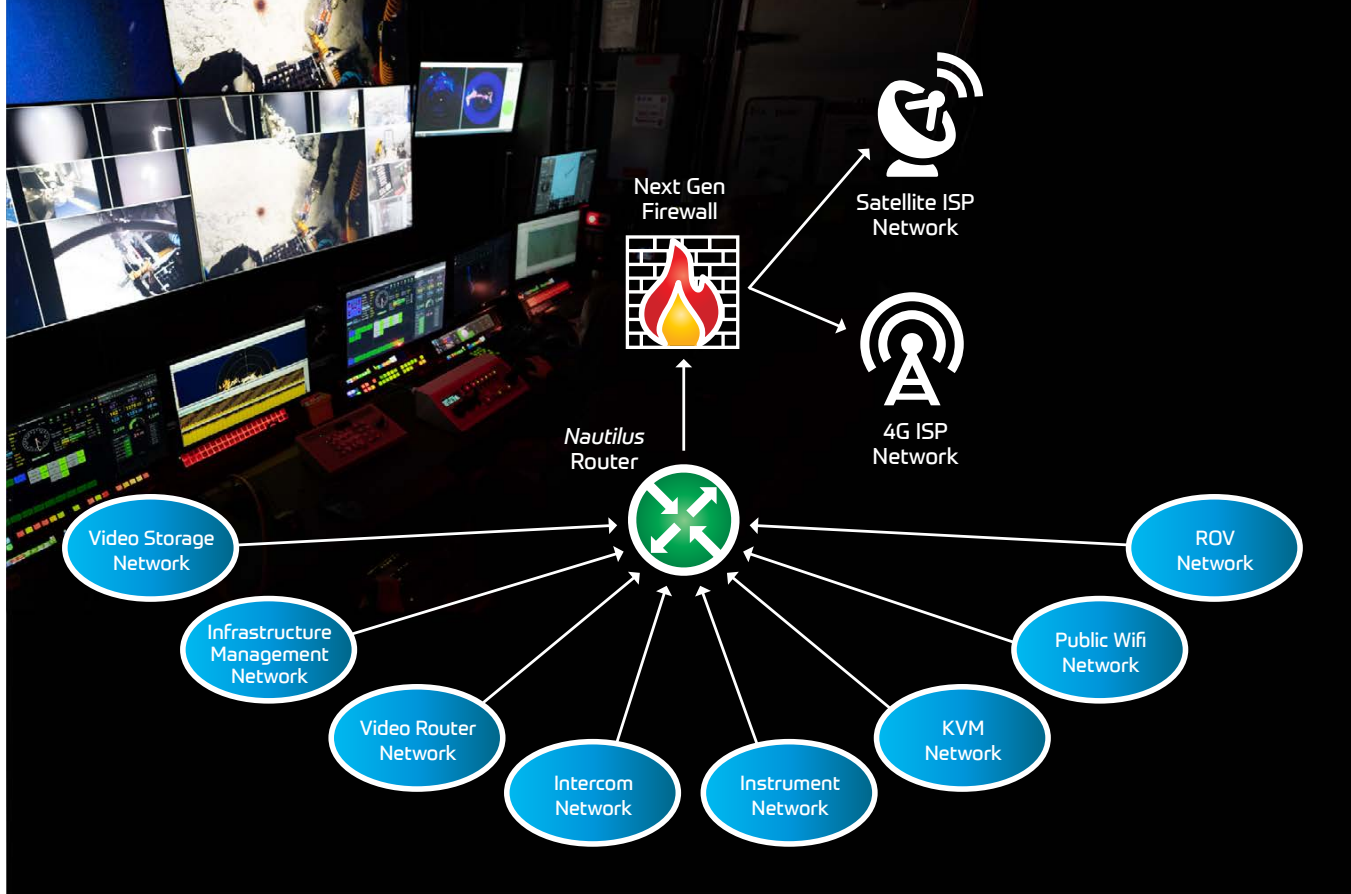 Next Gen
Firewall
Satellite ISP
Network
4G ISP
Network
Nautilus
Router
Video Storage
Network
Infrastructure
Management
Network
Video Router
Network
Intercom
Network
Instrument
Network
KVM
Network
Public Wifi
Network
ROV
Network